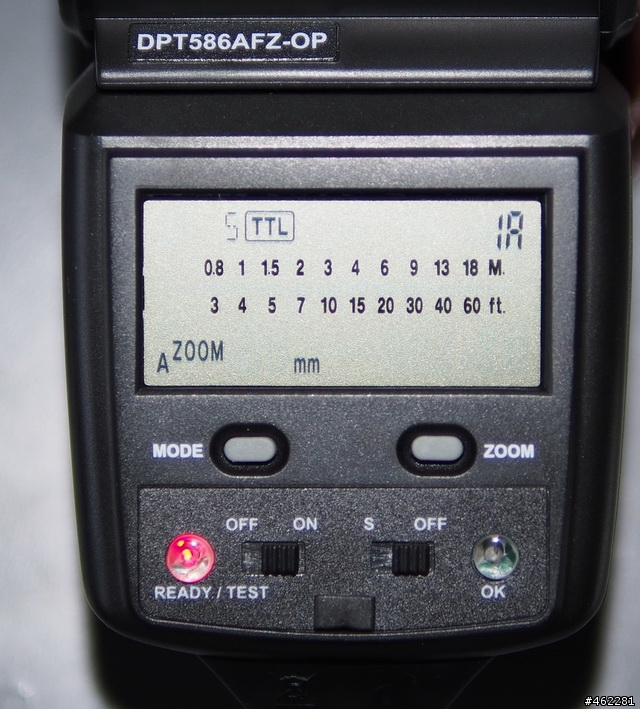 DPT586AFZ-OP
S TTL 1A
0.8 1 1.5 2 3 4 6 9 13 18 M.
3 4 5 7 10 15 20 30 40 60 ft.
A ZOOM mm
MODE ZOOM
OFF ON S OFF
READY / TEST OK
#462281